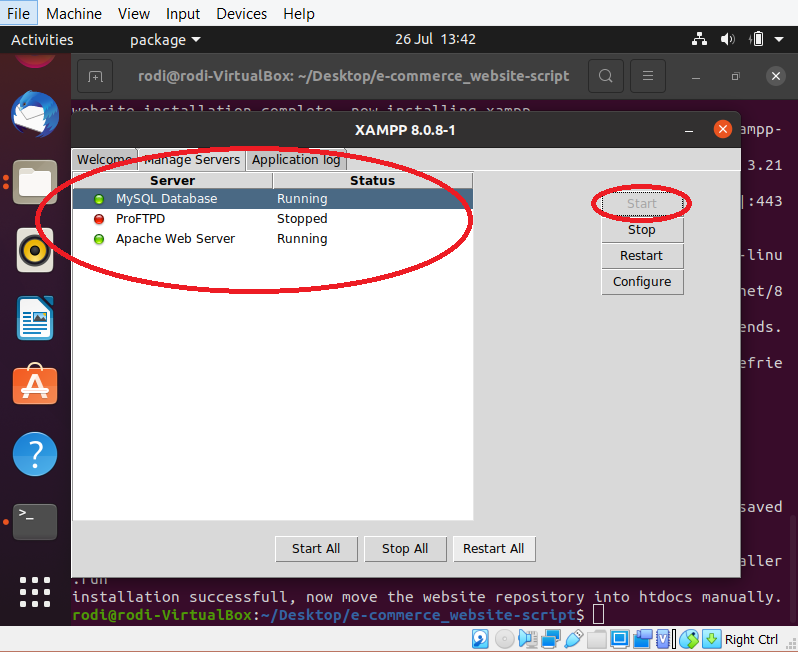 File Machine View Input Devices Help
Activities package 26 Jul 13:42
rodi@rodi-VirtualBox: ~/Desktop/e-commerce_website-script
website installation complete, now installing xampp
XAMPP 8.0.8-1
ampp-
Welcome Manage Servers Application log
3.21
Server Status
MySQL Database Running
Start
|:443
ProFTPD Stopped
Stop
Apache Web Server Running
Restart
-linu
Configure
net/8
ends.
efrie
saved
Start All Stop All Restart All
aller
.run
installation successfull, now move the website repository into htdocs manually.
rodi@rodi-VirtualBox:~/Desktop/e-commerce_website-script$
Right Ctrl